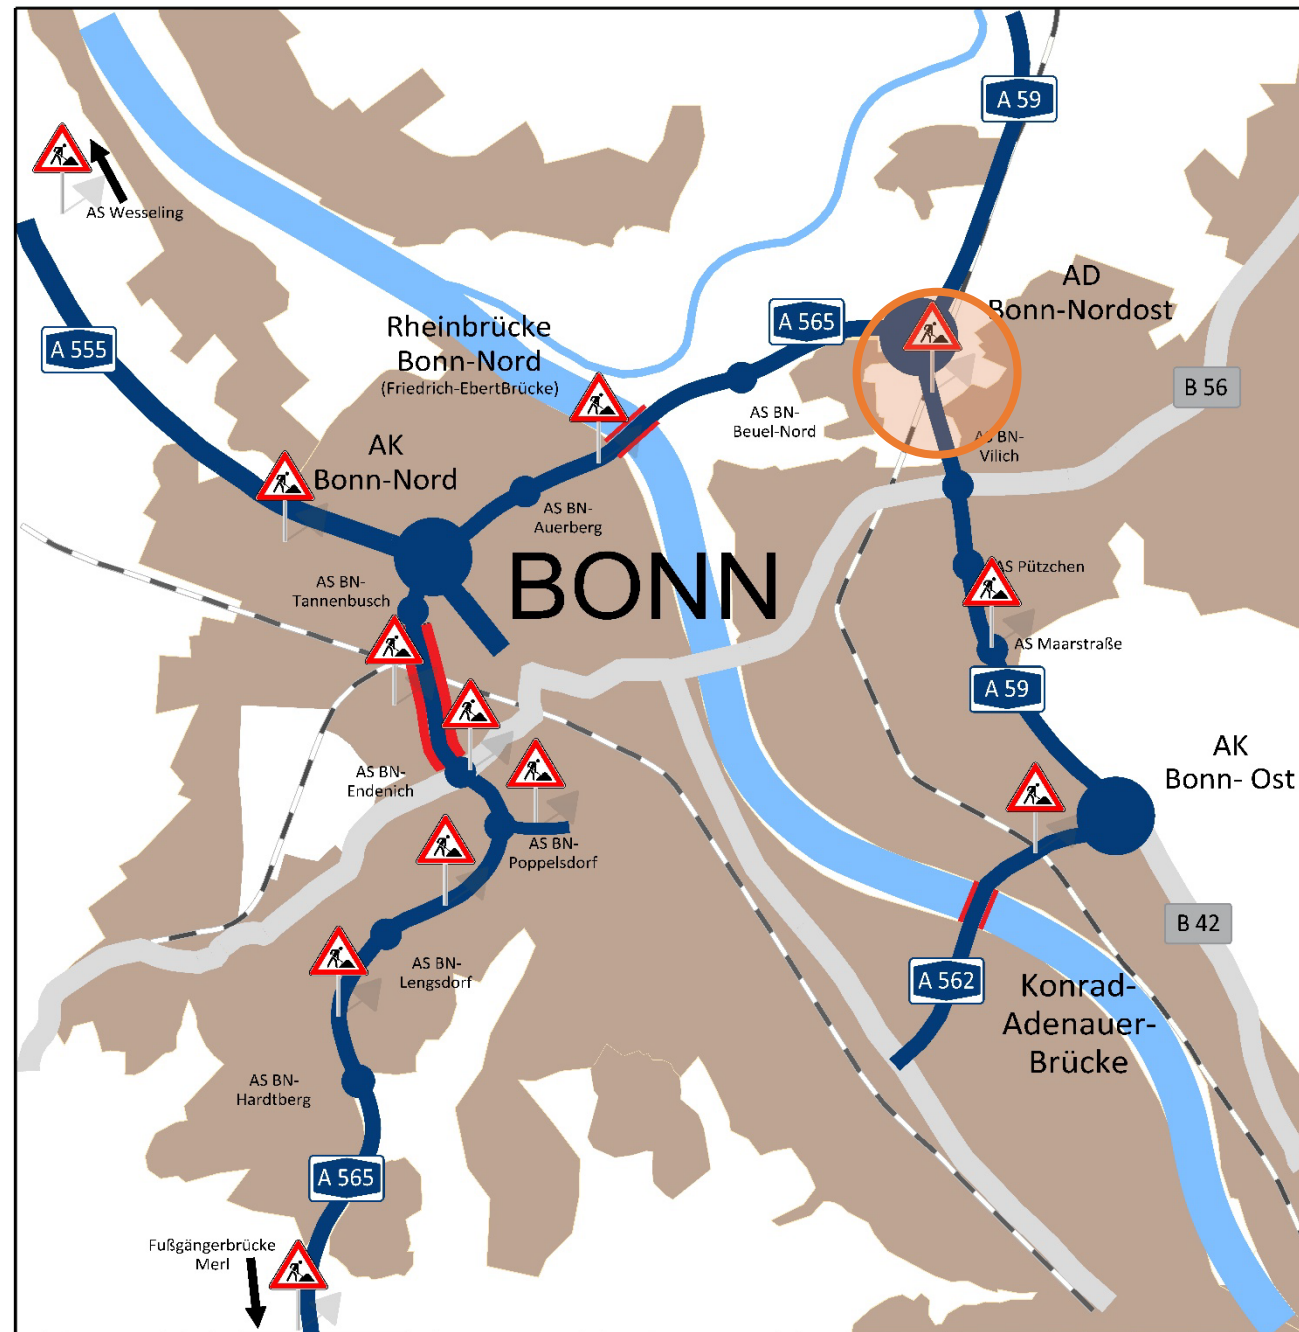 A 59
AS Wesseling
AD
Bonn-Nordost
A 565
Rheinbrücke
Bonn-Nord
(Friedrich-EbertBrücke)
A 555
B 56
AS BN-
Beuel-Nord
AS BN-
Vilich
AK
Bonn-Nord
AS BN-
Auerberg
BONN
AS BN-
Tannenbusch
AS Pützchen
AS Maarstraße
A 59
AK
Bonn- Ost
AS BN-
Endenich
AS BN-
Poppelsdorf
B 42
AS BN-
Lengsdorf
A 562
Konrad-
Adenauer-
Brücke
AS BN-
Hardtberg
A 565
Fußgängerbrücke
Merl